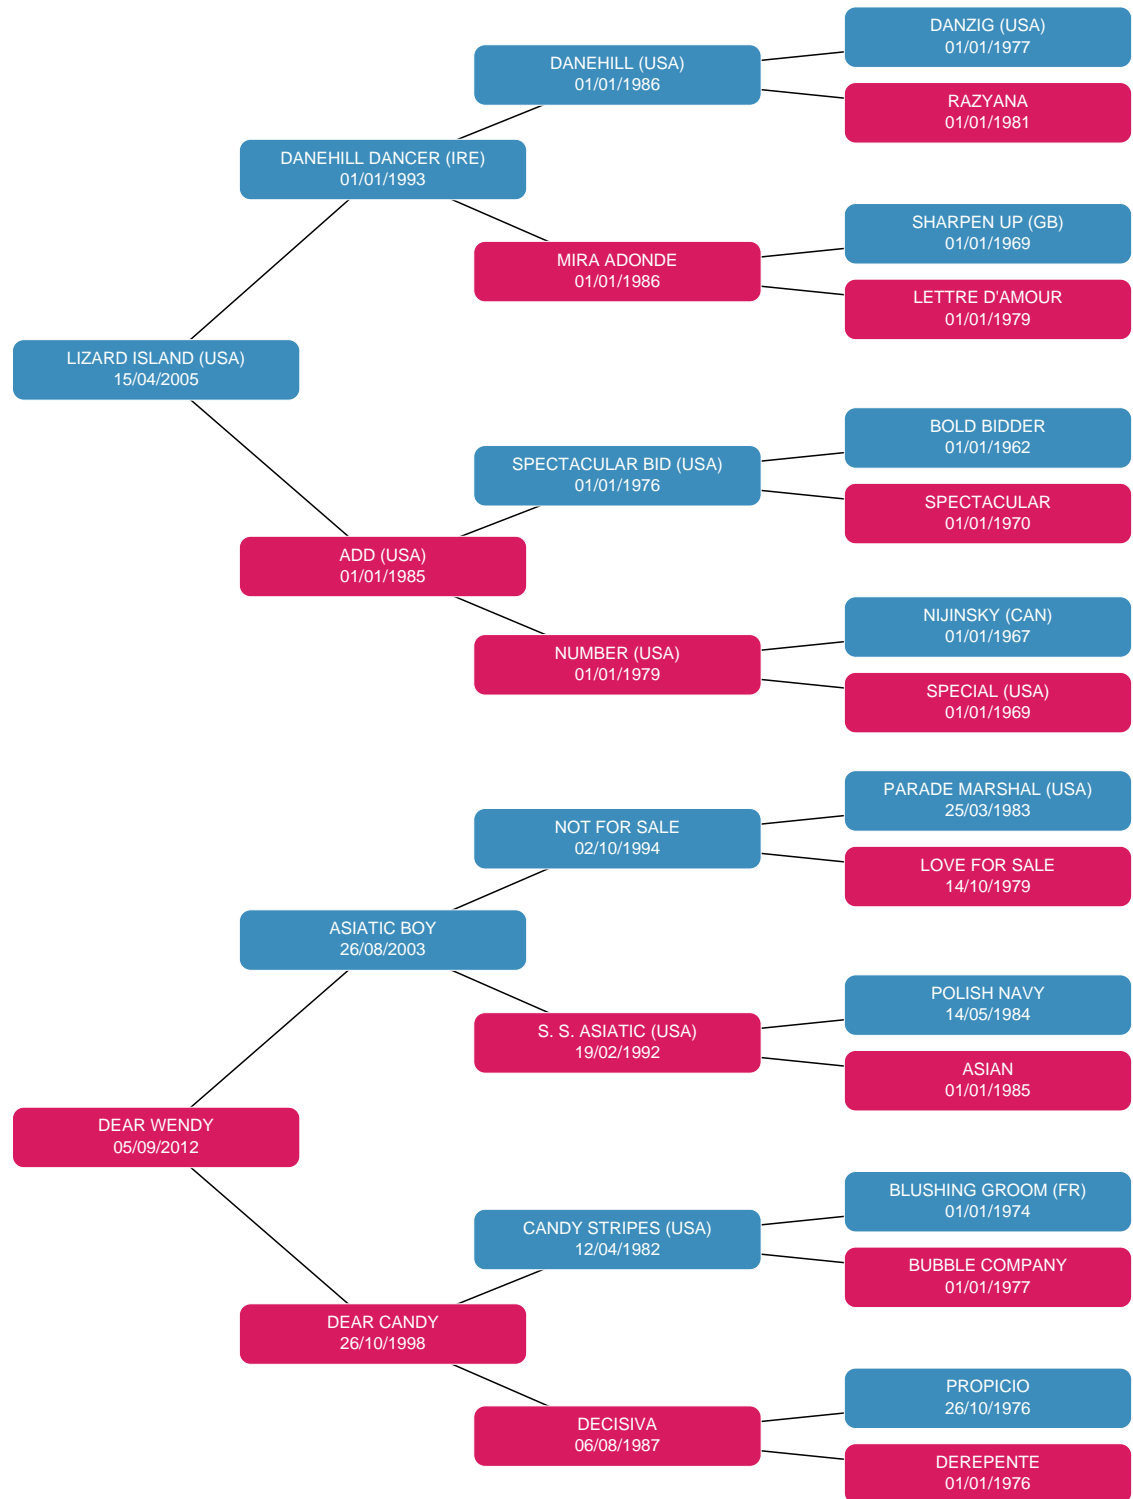 DANZIG (USA)
01/01/1977
DANEHILL (USA)
01/01/1986
RAZYANA
01/01/1981
DANEHILL DANCER (IRE)
01/01/1993
SHARPEN UP (GB)
01/01/1969
MIRA ADONDE
01/01/1986
LETTRE D'AMOUR
01/01/1979
LIZARD ISLAND (USA)
15/04/2005
BOLD BIDDER
01/01/1962
SPECTACULAR BID (USA)
01/01/1976
SPECTACULAR
01/01/1970
ADD (USA)
01/01/1985
NIJINSKY (CAN)
01/01/1967
NUMBER (USA)
01/01/1979
SPECIAL (USA)
01/01/1969
PARADE MARSHAL (USA)
25/03/1983
NOT FOR SALE
02/10/1994
LOVE FOR SALE
14/10/1979
ASIATIC BOY
26/08/2003
POLISH NAVY
14/05/1984
S. S. ASIATIC (USA)
19/02/1992
ASIAN
01/01/1985
DEAR WENDY
05/09/2012
BLUSHING GROOM (FR)
01/01/1974
CANDY STRIPES (USA)
12/04/1982
BUBBLE COMPANY
01/01/1977
DEAR CANDY
26/10/1998
PROPICIO
26/10/1976
DECISIVA
06/08/1987
DEREPENTE
01/01/1976